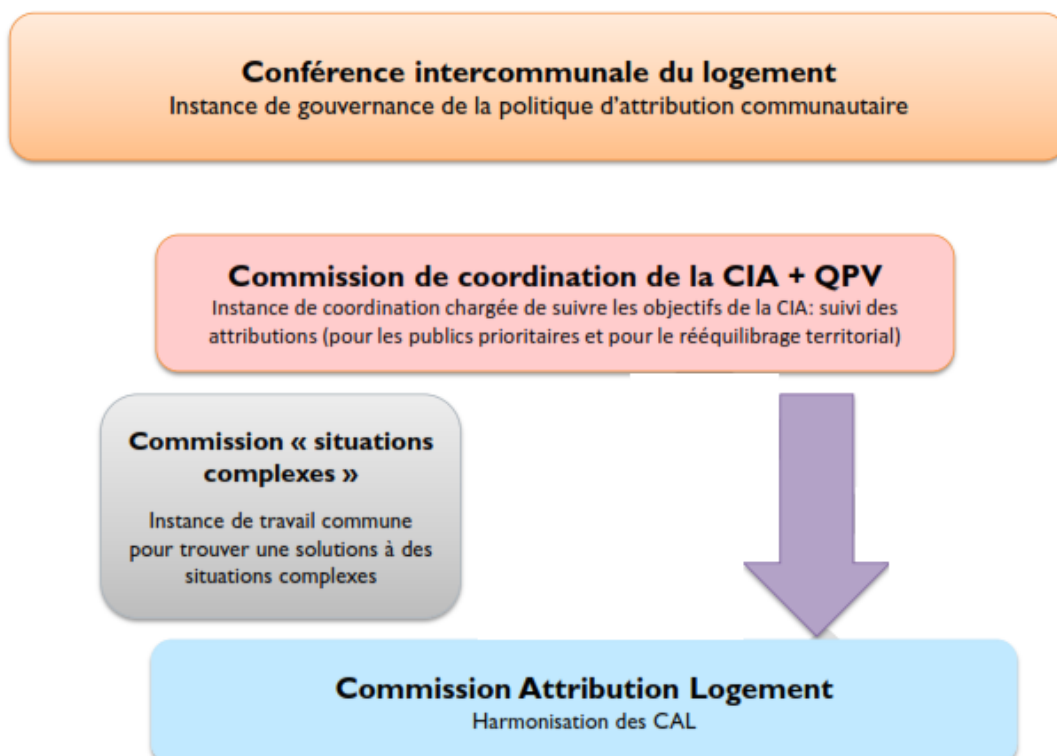 Conférence intercommunale du logement
Instance de gouvernance de la politique d'attribution communautaire
Commission de coordination de la CIA + QPV
Instance de coordination chargée de suivre les objectifs de la CIA: suivi des
attributions (pour les publics prioritaires et pour le rééquilibrage territorial)
Commission « situations
complexes »
Instance de travail commune
pour trouver une solutions à des
situations complexes
Commission Attribution Logement
Harmonisation des CAL